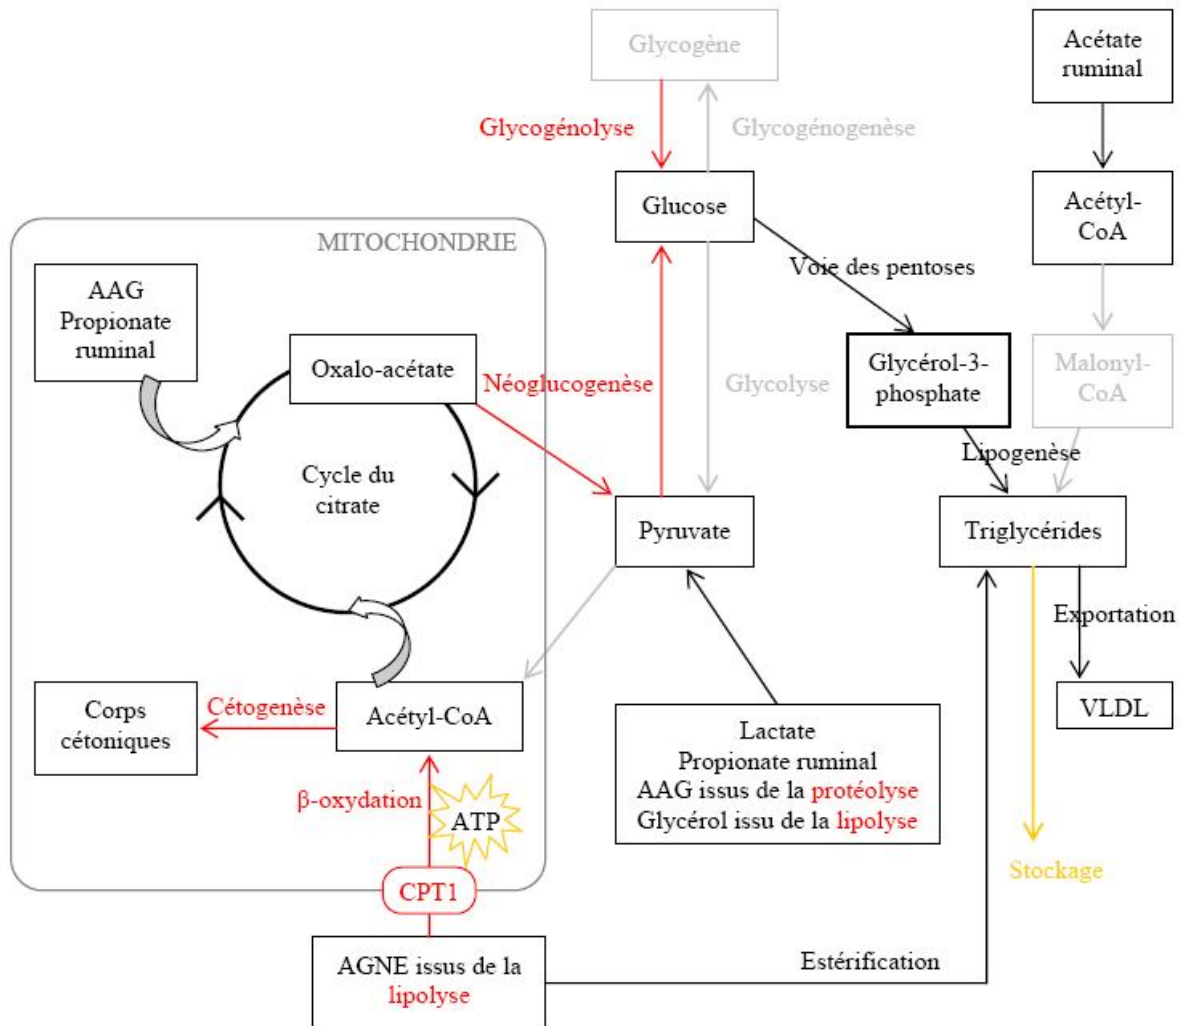 Glycogène
Acétate
ruminal
Glycogénolyse
Glycogénogenèse
Glucose
Acétyl-
CoA
MITOCHONDRIE
Voie des pentoses
AAG
Propionate
ruminal
Oxalo-acétate
Néoglucogenèse
Glycolyse
Glycérol-3-
phosphate
Malonyl-
CoA
Lipogenèse
Cycle du
citrate
Pyruvate
Triglycérides
Exportation
Corps
cétoniques
Cétogenèse
Acétyl-CoA
VLDL
Lactate
Propionate ruminal
AAG issus de la protéolyse
Glycérol issu de la lipolyse
β-oxydation
ATP
Stockage
CPT1
AGNE issus de la
lipolyse
Estérification